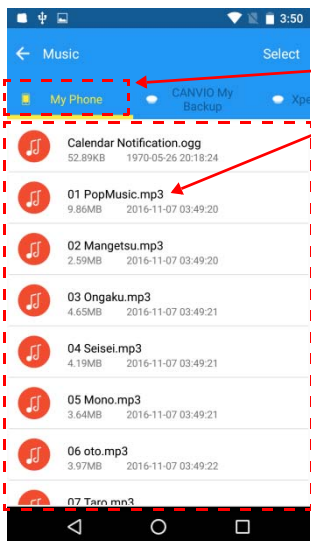 3:50
Music
Select
My Phone
CANVIO My
Backup
Xpe
Calendar Notification.ogg
52.89KB 1970-05-26 20:18:24
01 PopMusic.mp3
9.86MB 2016-11-07 03:49:20
02 Mangetsu.mp3
2.59MB 2016-11-07 03:49:20
03 Ongaku.mp3
4.65MB 2016-11-07 03:49:21
04 Seisei.mp3
4.19MB 2016-11-07 03:49:21
05 Mono.mp3
3.64MB 2016-11-07 03:49:21
06 oto.mp3
3.97MB 2016-11-07 03:49:22
07 Taro.mp3